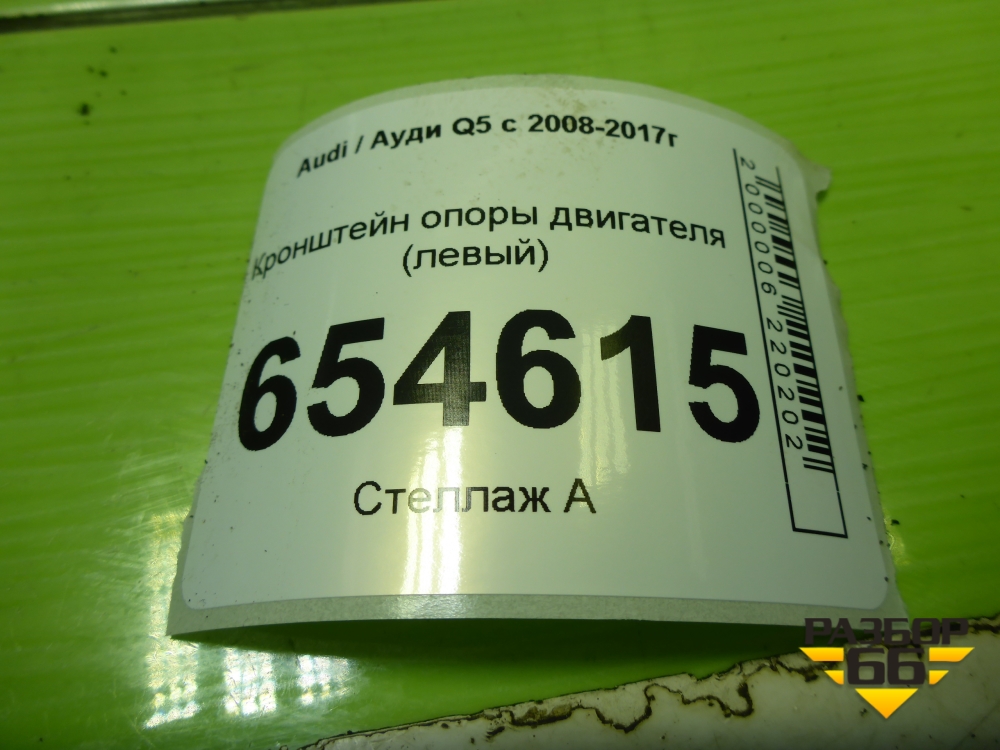 Audi / Ауди Q5 с 2008-2017г
Кронштейн опоры двигателя
(левый)
654615
Стеллаж А
2000006220202
РАЗБОР
66